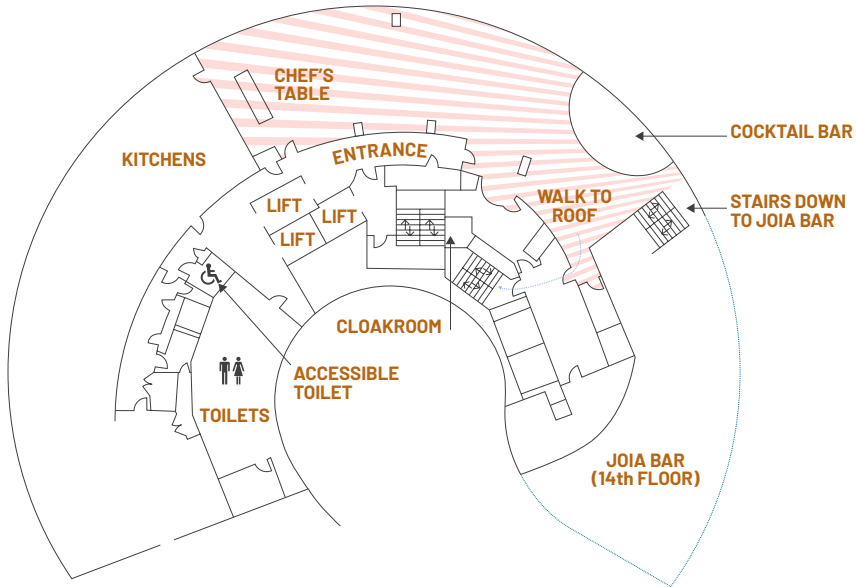 CHEF'S
TABLE
COCKTAIL BAR
KITCHENS
ENTRANCE
WALK TO
ROOF
STAIRS DOWN
TO JOIA BAR
LIFT
LIFT
LIFT
CLOAKROOM
ACCESSIBLE
TOILET
TOILETS
JOIA BAR
(14th FLOOR)